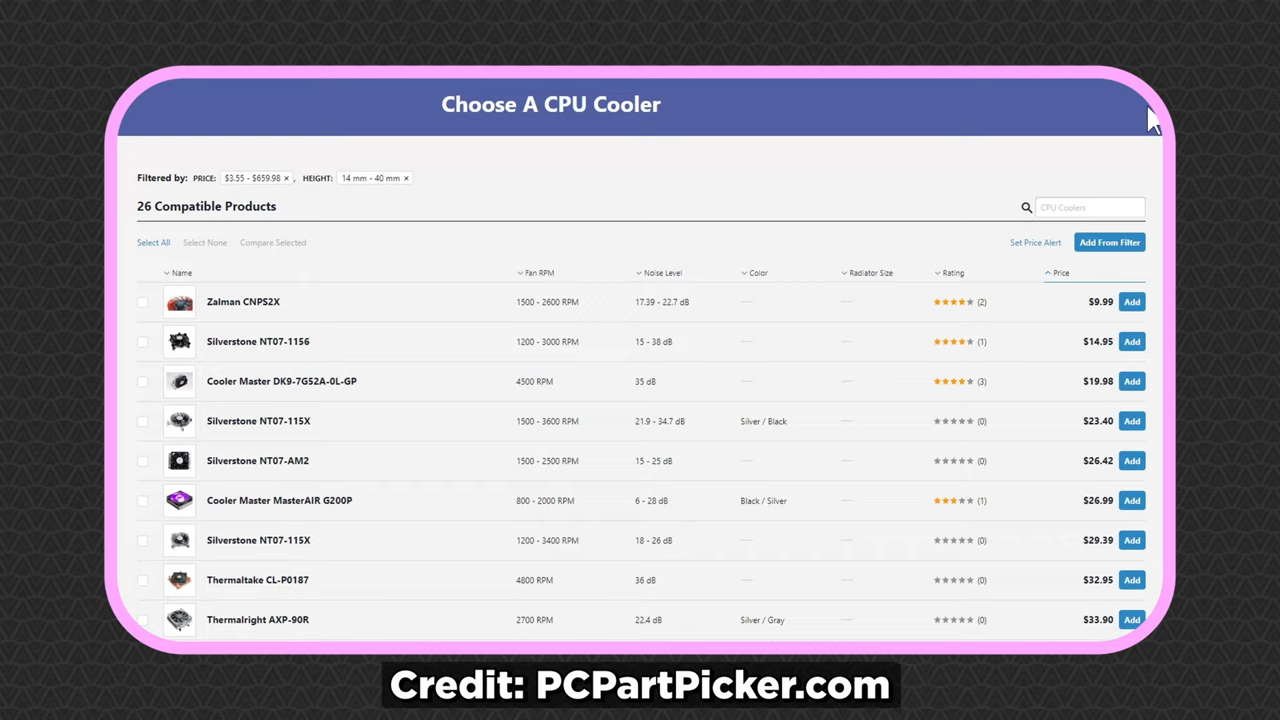 Choose A CPU Cooler
Filtered by: PRICE: $3.55 - $659.98 × , HEIGHT: 14 mm - 40 mm ×
26 Compatible Products
CPU Coolers
Select All Select None Compare Selected Set Price Alert Add From Filter
Name Fan RPM Noise Level Color Radiator Size Rating Price
Zalman CNPS2X 1500 - 2600 RPM 17.39 - 22.7 dB (2) $9.99 Add
Silverstone NT07-1156 1200 - 3000 RPM 15 - 38 dB (1) $14.95 Add
Cooler Master DK9-7G52A-0L-GP 4500 RPM 35 dB (3) $19.98 Add
Silverstone NT07-115X 1500 - 3600 RPM 21.9 - 34.7 dB Silver / Black (0) $23.40 Add
Silverstone NT07-AM2 1500 - 2500 RPM 15 - 25 dB (0) $26.42 Add
Cooler Master MasterAIR G200P 800 - 2000 RPM 6 - 28 dB Black / Silver (1) $26.99 Add
Silverstone NT07-115X 1200 - 3400 RPM 18 - 26 dB (0) $29.39 Add
Thermaltake CL-P0187 4800 RPM 36 dB (0) $32.95 Add
Thermalright AXP-90R 2700 RPM 22.4 dB Silver / Gray (0) $33.90 Add
Credit: PCPartPicker.com